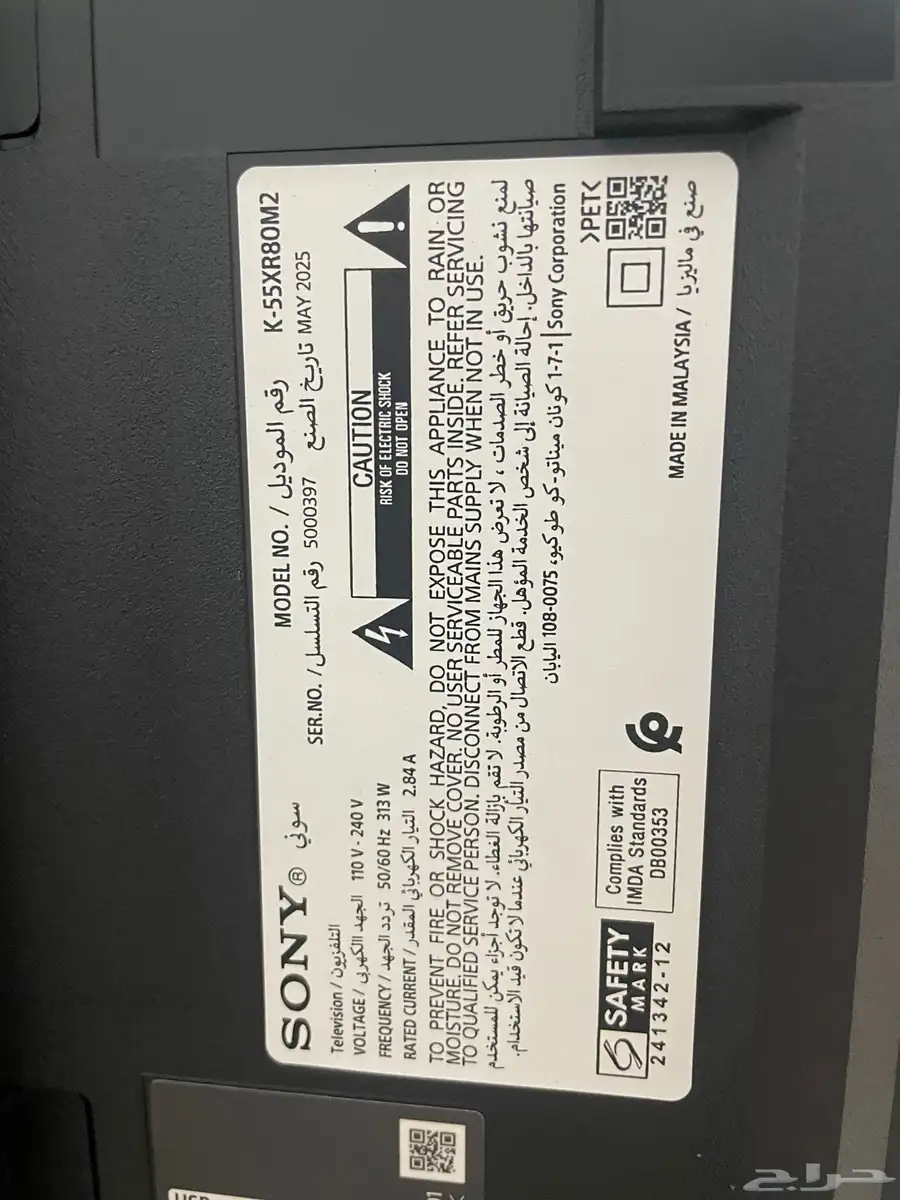 SONY® سوني
MODEL NO. / رقم الموديل K-55XR80M2
SER.NO. / رقم التسلسل 5000397 تاريخ الصنع MAY 2025
Television / التلفزيون
VOLTAGE / الجهد الكهربي 110 V - 240 V
FREQUENCY / تردد الجهد 50/60 Hz 313 W
RATED CURRENT / التيار الكهربائي المقدر 2.84 A
CAUTION
RISK OF ELECTRIC SHOCK
DO NOT OPEN
TO PREVENT FIRE OR SHOCK HAZARD, DO NOT EXPOSE THIS APPLIANCE TO RAIN OR
MOISTURE. DO NOT REMOVE COVER. NO USER SERVICEABLE PARTS INSIDE. REFER SERVICING
TO QUALIFIED SERVICE PERSON. DISCONNECT FROM MAINS SUPPLY WHEN NOT IN USE.
لمنع نشوب حريق أو خطر الصدمات ، لا تعرض هذا الجهاز للمطر أو الرطوبة. لا تقم بإزالة الغطاء. لا توجد أجزاء يمكن للمستخدم
صيانتها بالداخل. إحالة الصيانة إلى شخص الخدمة المؤهل. قطع الاتصال من مصدر التيار الكهربائي عندما لا تكون قيد الاستخدام.
Sony Corporation | 1-7-1 كونان ميناتو-كو طوكيو، 108-0075 اليابان
>PET<
SAFETY
MARK
241342-12
Complies with
IMDA Standards
DB00353
MADE IN MALAYSIA / صنع في ماليزيا
USB
حراج